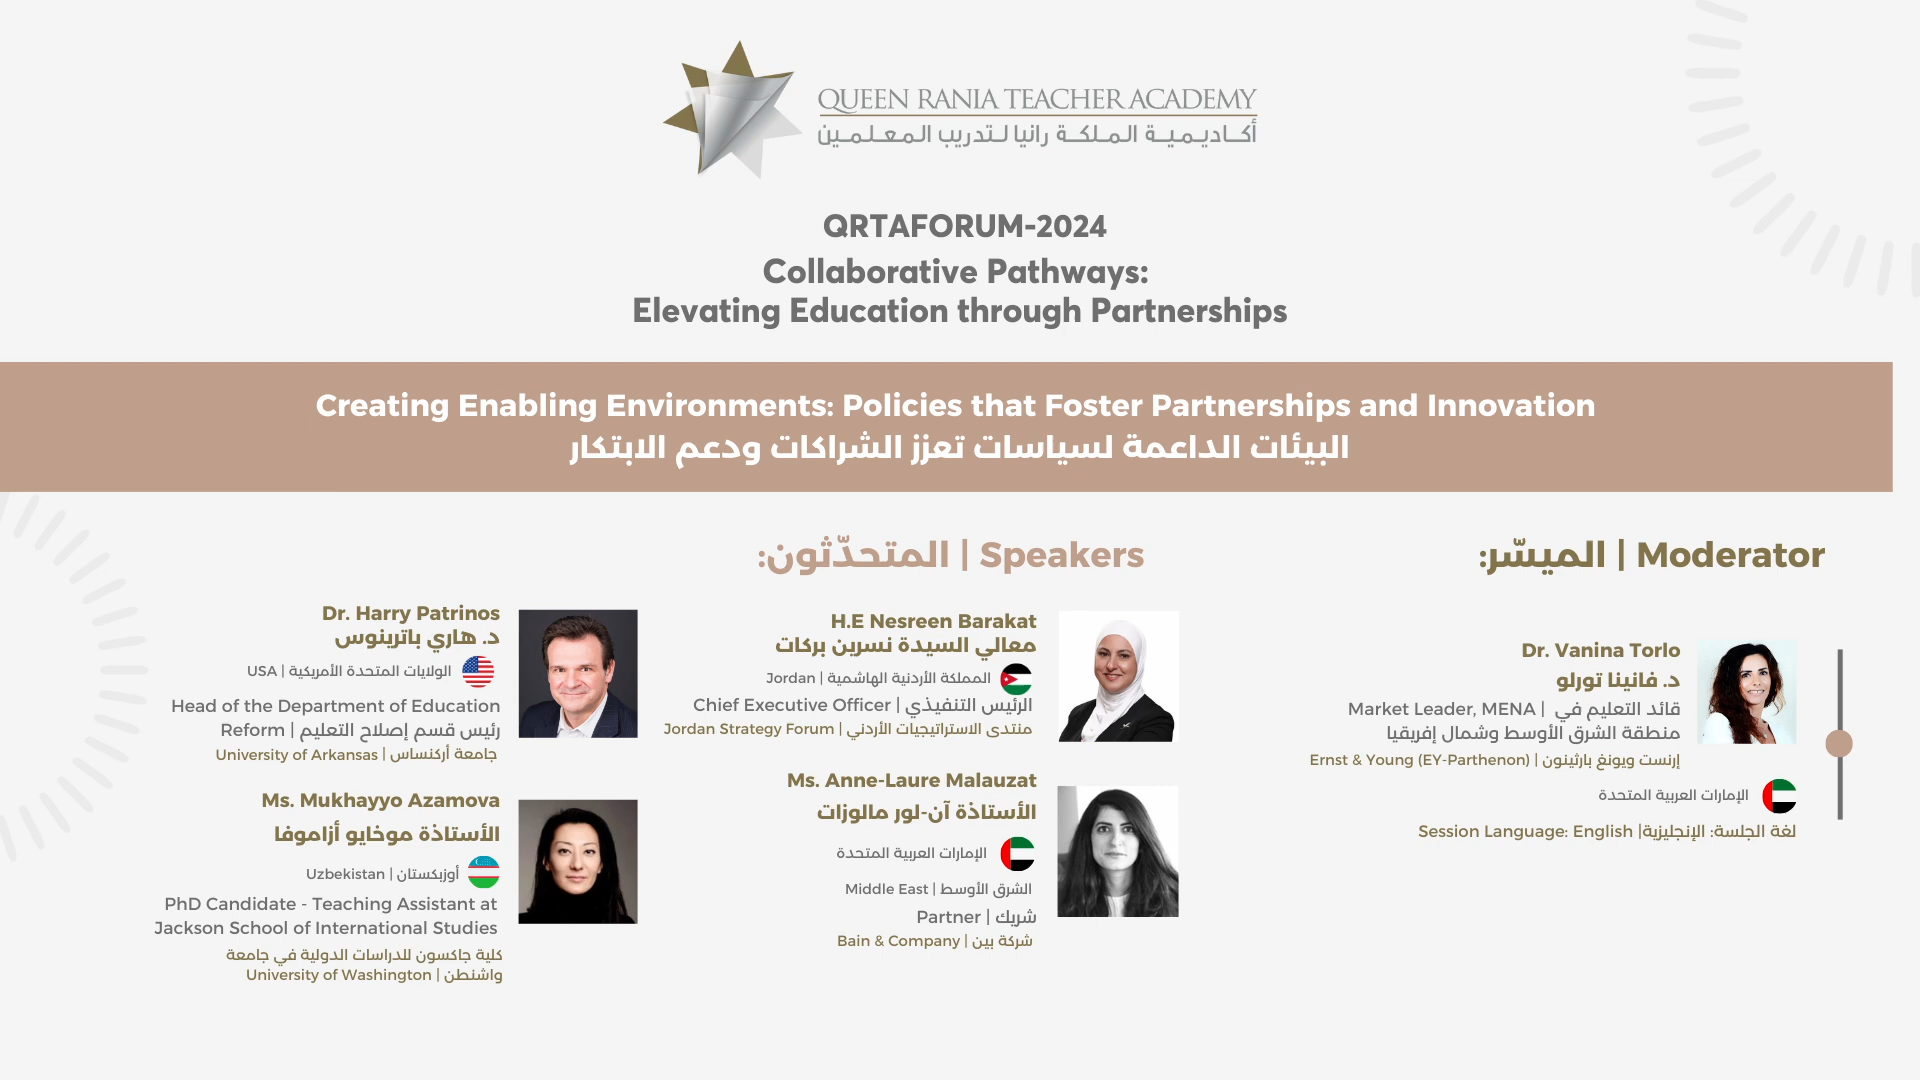 QUEEN RANIA TEACHER ACADEMY
أكـاديـمـيـة الـملـكـة رانيا لـتدريب الـمـعـلـمـين
QRTAFORUM-2024
Collaborative Pathways:
Elevating Education through Partnerships
Creating Enabling Environments: Policies that Foster Partnerships and Innovation
البيئات الداعمة لسياسات تعزز الشراكات ودعم الابتكار
Moderator | الميسّر:
Dr. Vanina Torlo
د. فانينا تورلو
Market Leader, MENA | قائد التعليم في
منطقة الشرق الأوسط وشمال إفريقيا
Ernst & Young (EY-Parthenon) | إرنست ويونغ بارثينون
الإمارات العربية المتحدة
Session Language: English |لغة الجلسة: الإنجليزية
Speakers | المتحدّثون:
H.E Nesreen Barakat
معالي السيدة نسرين بركات
Jordan | المملكة الأردنية الهاشمية
Chief Executive Officer | الرئيس التنفيذي
Jordan Strategy Forum | منتدى الاستراتيجيات الأردني
Ms. Anne-Laure Malauzat
الأستاذة آن-لور مالوزات
الإمارات العربية المتحدة
Middle East | الشرق الأوسط
Partner | شريك
Bain & Company | شركة بين
Dr. Harry Patrinos
د. هاري باترينوس
USA | الولايات المتحدة الأمريكية
Head of the Department of Education
Reform | رئيس قسم إصلاح التعليم
University of Arkansas | جامعة أركنساس
Ms. Mukhayyo Azamova
الأستاذة موخايو أزاموفا
Uzbekistan | أوزبكستان
PhD Candidate - Teaching Assistant at
Jackson School of International Studies
كلية جاكسون للدراسات الدولية في جامعة
University of Washington | واشنطن